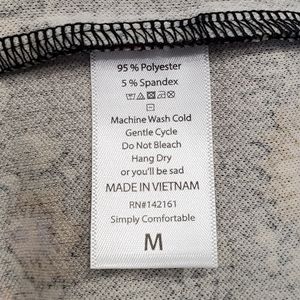 95 % Polyester
5 % Spandex
Machine Wash Cold
Gentle Cycle
Do Not Bleach
Hang Dry
or you'll be sad
MADE IN VIETNAM
RN#142161
Simply Comfortable
M